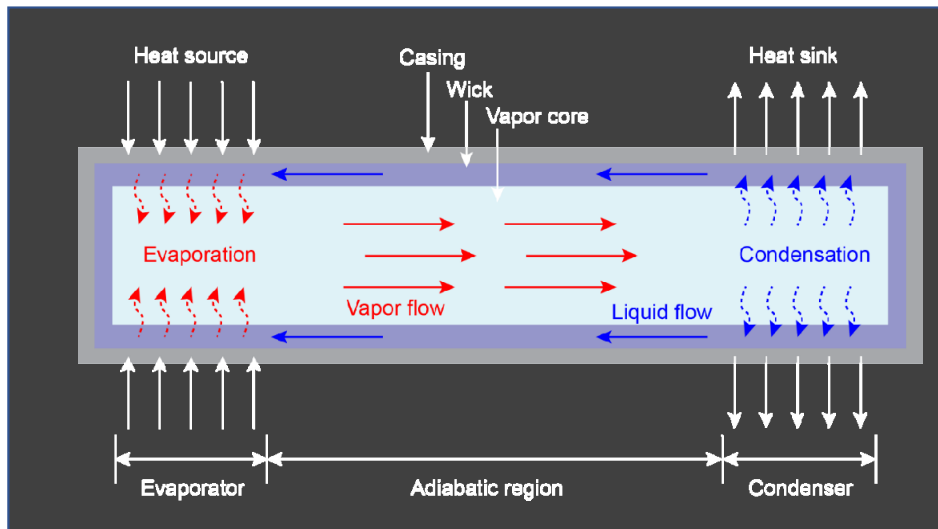 Heat source
Casing
Heat sink
Wick
Vapor core
Evaporation
Condensation
Vapor flow
Liquid flow
Evaporator
Adiabatic region
Condenser